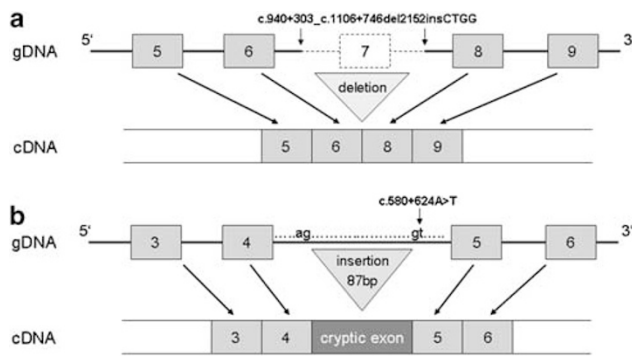 a
c.940+303_c.1106+746del2152insCTGG
5' 3'
gDNA 5 6 7 8 9
deletion
cDNA 5 6 8 9
b
c.580+624A>T
5' 3'
gDNA 3 4 ag gt 5 6
insertion
87bp
cDNA 3 4 cryptic exon 5 6